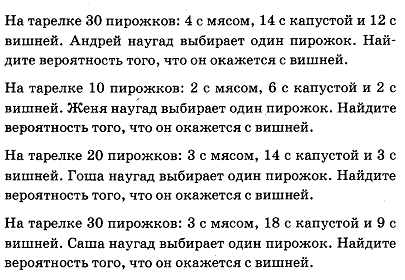 На тарелке 30 пирожков: 4 с мясом, 14 с капустой и 12 с
вишней. Андрей наугад выбирает один пирожок. Най-
дите вероятность того, что он окажется с вишней.
На тарелке 10 пирожков: 2 с мясом, 6 с капустой и 2 с
вишней. Женя наугад выбирает один пирожок. Найдите
вероятность того, что он окажется с вишней.
На тарелке 20 пирожков: 3 с мясом, 14 с капустой и 3 с
вишней. Гоша наугад выбирает один пирожок. Найдите
вероятность того, что он окажется с вишней.
На тарелке 30 пирожков: 3 с мясом, 18 с капустой и 9 с
вишней. Саша наугад выбирает один пирожок. Найдите
вероятность того, что он окажется с вишней.